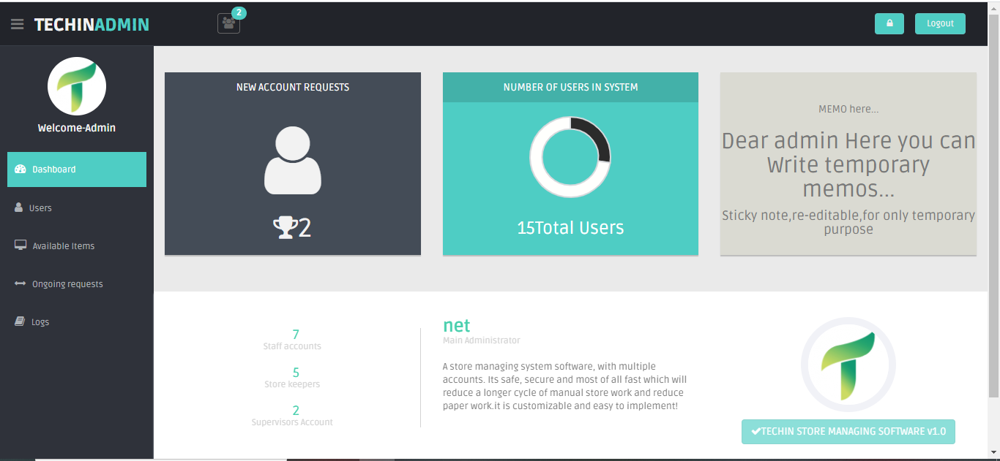 TECHINADMIN
2
Logout
Welcome-Admin
Dashboard
Users
Available Items
Ongoing requests
Logs
NEW ACCOUNT REQUESTS
2
NUMBER OF USERS IN SYSTEM
15Total Users
MEMO here...
Dear admin Here you can
Write temporary
memos...
Sticky note,re-editable,for only temporary
purpose
7
Staff accounts
5
Store keepers
2
Supervisors Account
net
Main Administrator
A store managing system software, with multiple
accounts. Its safe, secure and most of all fast which will
reduce a longer cycle of manual store work and reduce
paper work.it is customizable and easy to implement!
TECHIN STORE MANAGING SOFTWARE v1.0